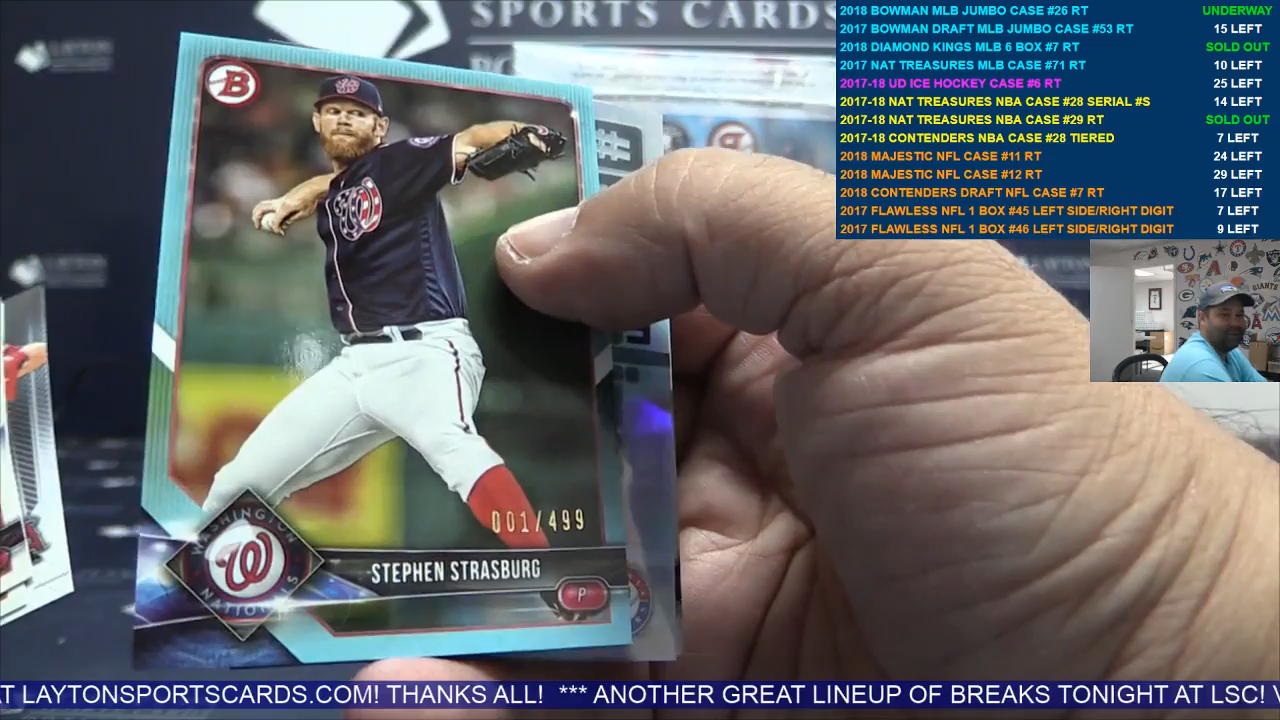 SPORTS CARDS
LAYTON
2018 BOWMAN MLB JUMBO CASE #26 RT UNDERWAY
2017 BOWMAN DRAFT MLB JUMBO CASE #53 RT 15 LEFT
2018 DIAMOND KINGS MLB 6 BOX #7 RT SOLD OUT
2017 NAT TREASURES MLB CASE #71 RT 10 LEFT
2017-18 UD ICE HOCKEY CASE #6 RT 25 LEFT
2017-18 NAT TREASURES NBA CASE #28 SERIAL #S 14 LEFT
2017-18 NAT TREASURES NBA CASE #29 RT SOLD OUT
2017-18 CONTENDERS NBA CASE #28 TIERED 7 LEFT
2018 MAJESTIC NFL CASE #11 RT 24 LEFT
2018 MAJESTIC NFL CASE #12 RT 29 LEFT
2018 CONTENDERS DRAFT NFL CASE #7 RT 17 LEFT
2017 FLAWLESS NFL 1 BOX #45 LEFT SIDE/RIGHT DIGIT 7 LEFT
2017 FLAWLESS NFL 1 BOX #46 LEFT SIDE/RIGHT DIGIT 9 LEFT
B
#
GIANTS
W
001/499
WASHINGTON
W
NATIONALS
STEPHEN STRASBURG
P
AT LAYTONSPORTSCARDS.COM! THANKS ALL! *** ANOTHER GREAT LINEUP OF BREAKS TONIGHT AT LSC!